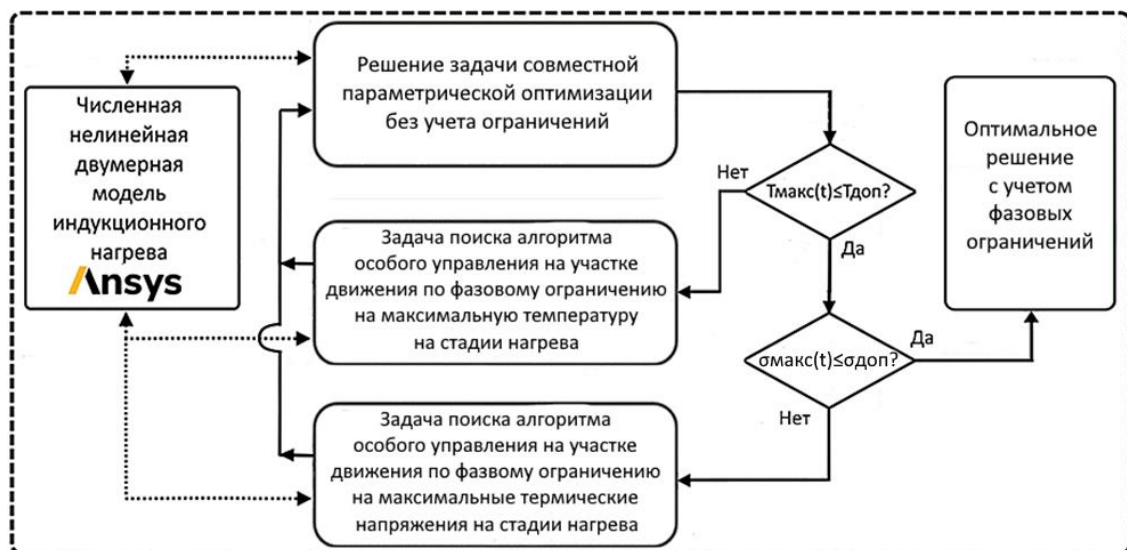 Численная
нелинейная
двумерная
модель
индукционного
нагрева
Ansys
Решение задачи совместной
параметрической оптимизации
без учета ограничений
Tмакс(t)≤Tдоп?
Нет
Да
Задача поиска алгоритма
особого управления на участке
движения по фазовому ограничению
на максимальную температуру
на стадии нагрева
σмакс(t)≤σдоп?
Да
Нет
Задача поиска алгоритма
особого управления на участке
движения по фазвому ограничению
на максимальные термические
напряжения на стадии нагрева
Оптимальное
решение
с учетом
фазовых
ограничений